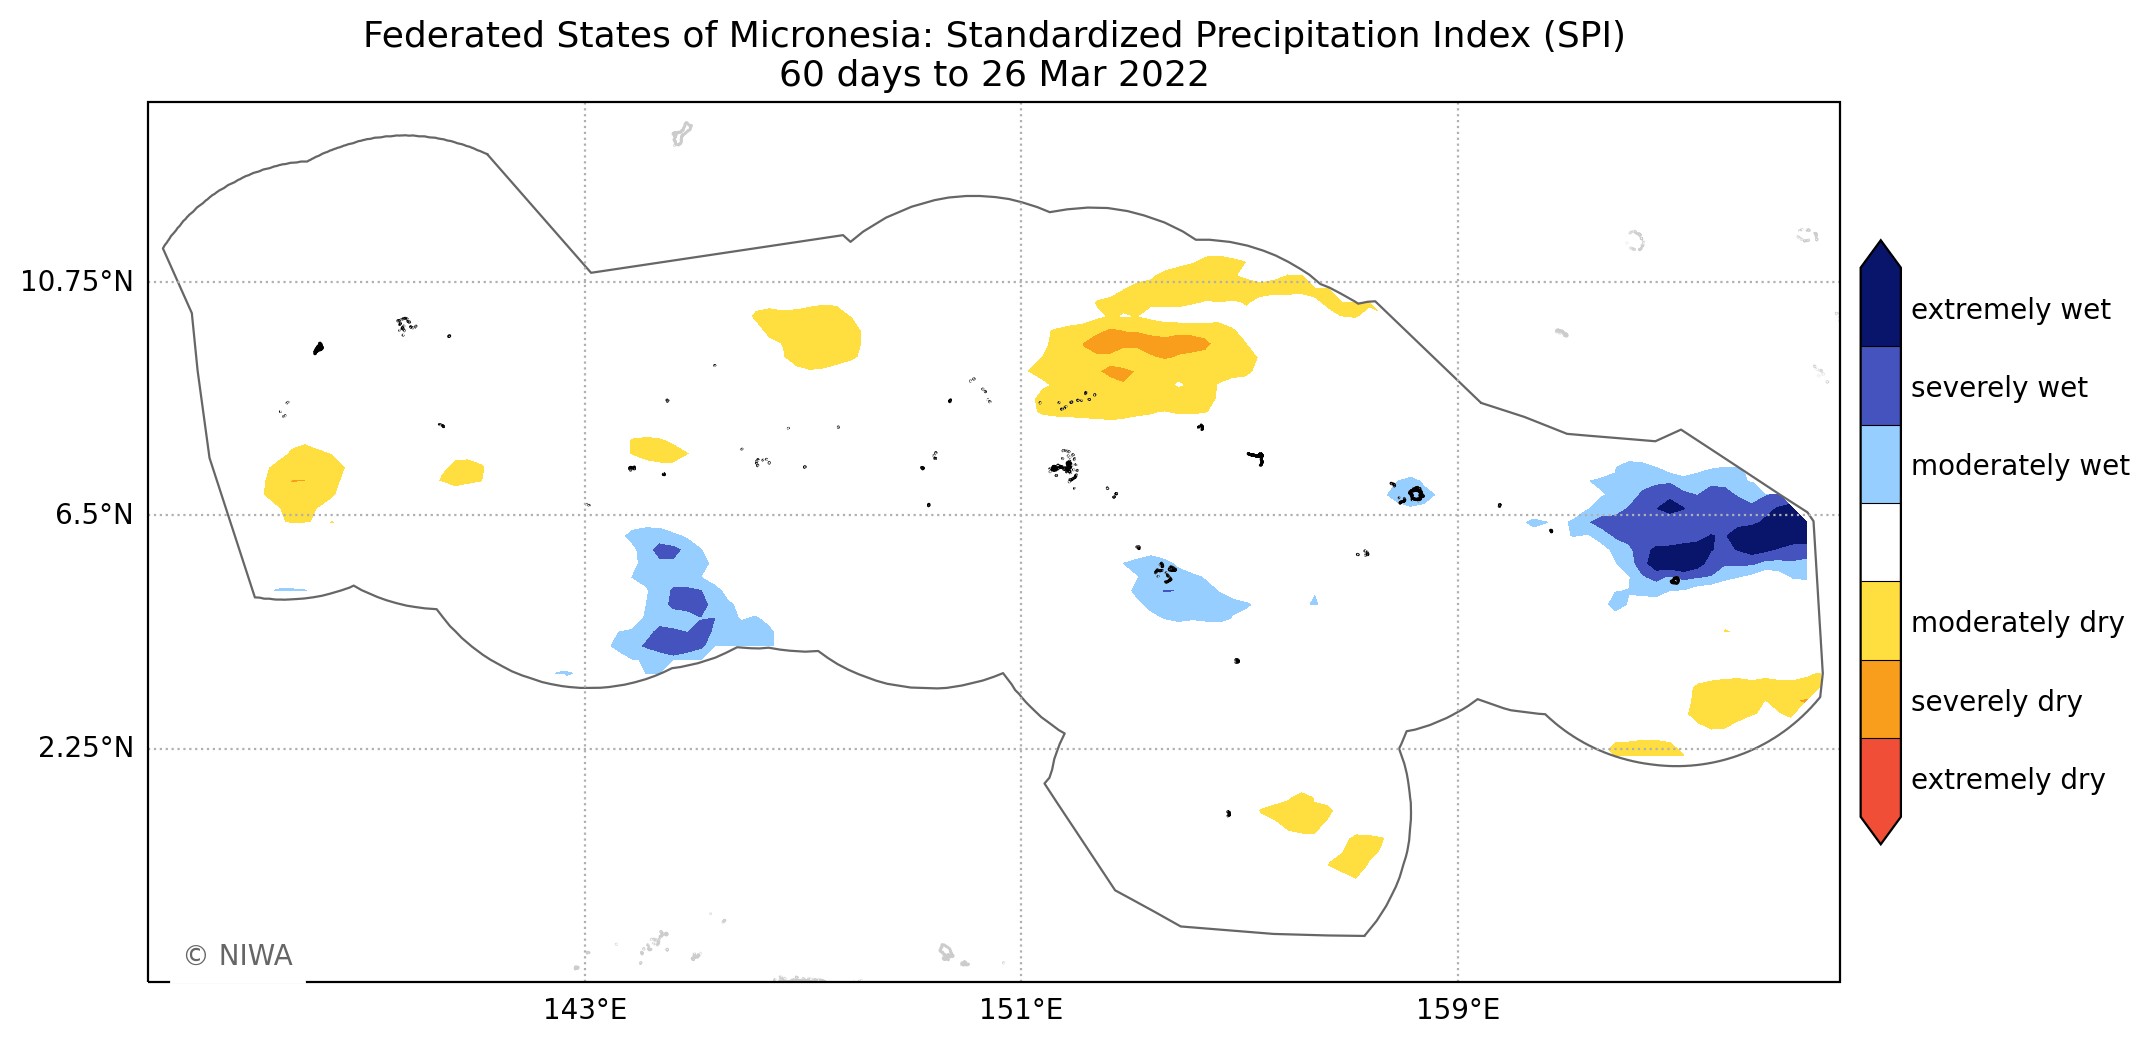 Federated States of Micronesia: Standardized Precipitation Index (SPI)
60 days to 26 Mar 2022
10.75°N
6.5°N
2.25°N
143°E
151°E
159°E
extremely wet
severely wet
moderately wet
moderately dry
severely dry
extremely dry
© NIWA